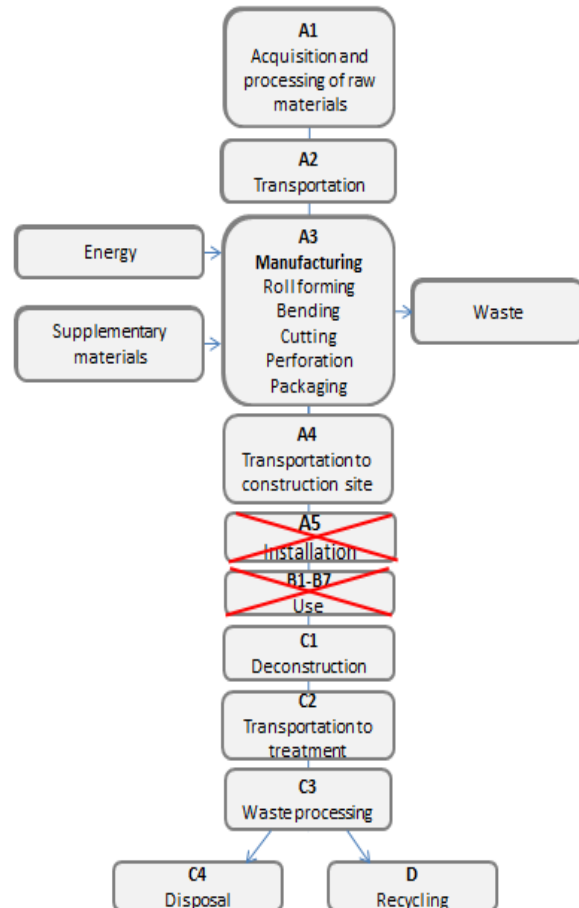 A1
Acquisition and
processing of raw
materials
A2
Transportation
Energy
A3
Manufacturing
Roll forming
Bending
Cutting
Perforation
Packaging
Supplementary
materials
Waste
A4
Transportation to
construction site
A5
Installation
B1-B7
Use
C1
Deconstruction
C2
Transportation to
treatment
C3
Waste processing
C4
Disposal
D
Recycling